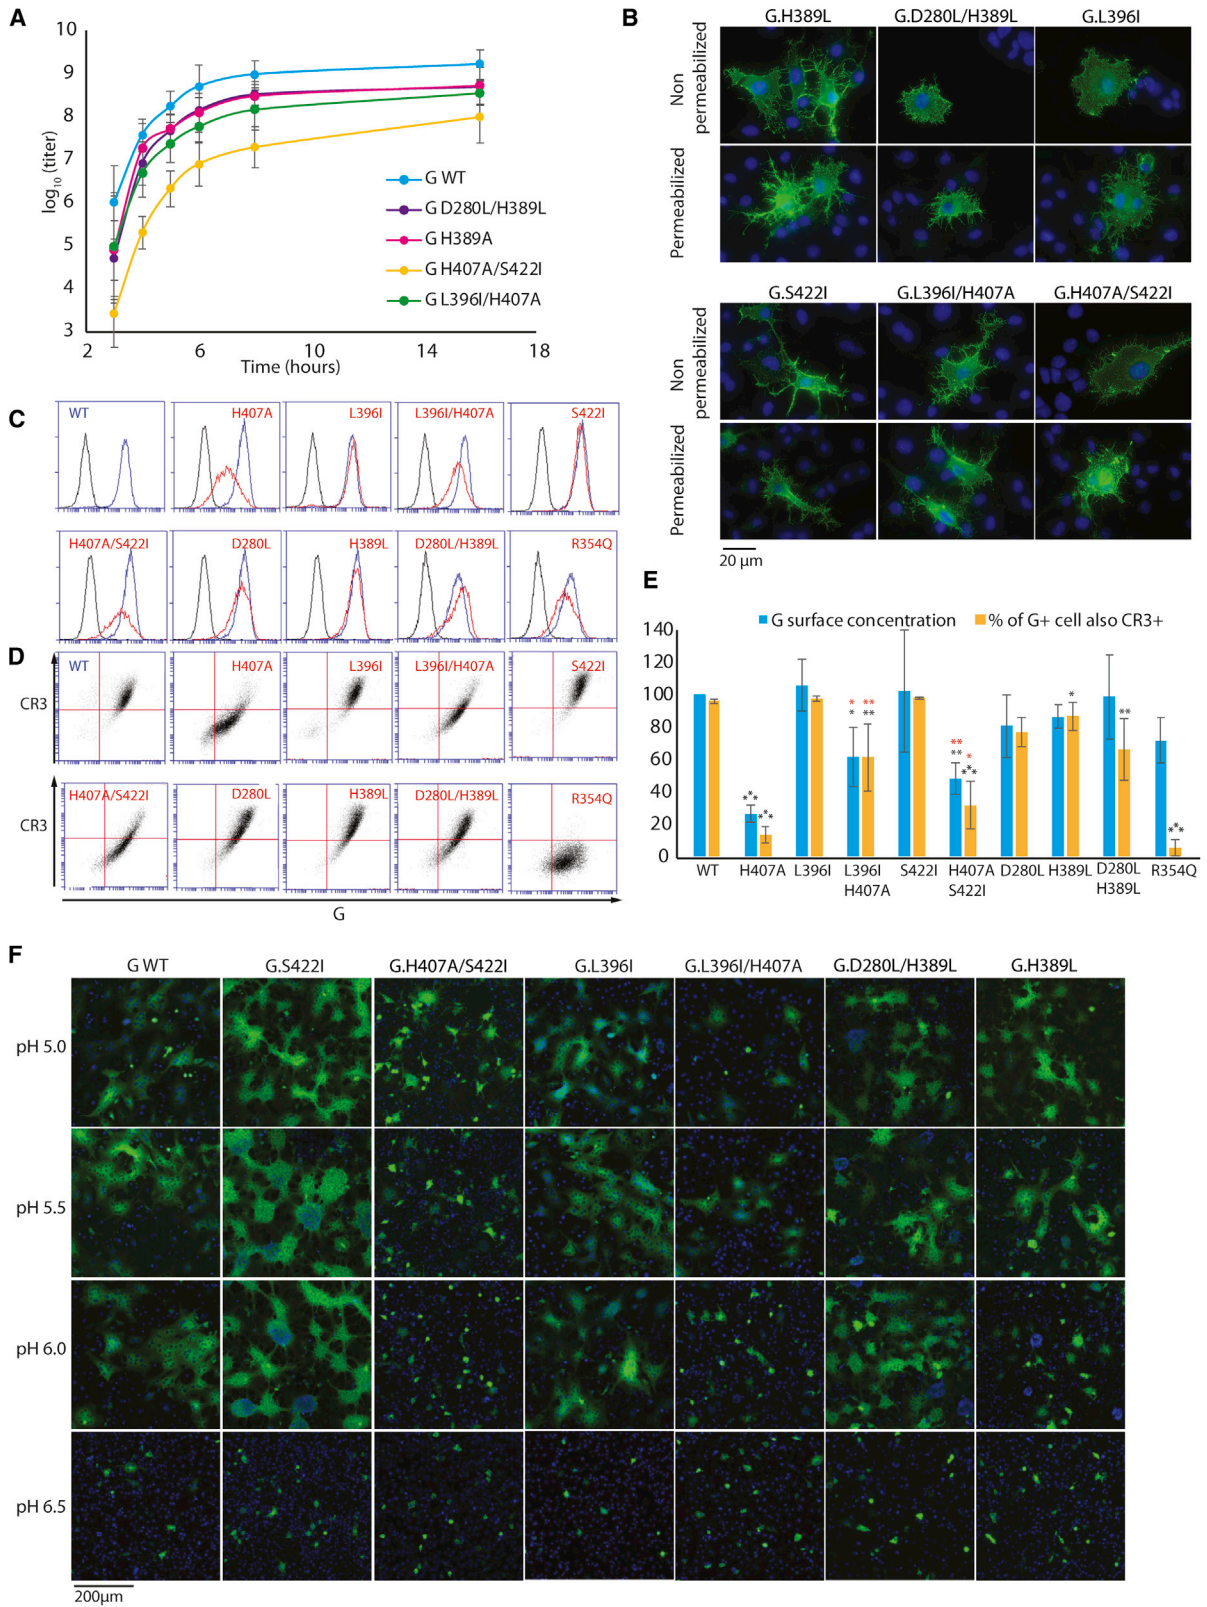 A
10
9
8
7
6
5
4
3
log10 (titer)
2 6 10 14 18
Time (hours)
G WT
G D280L/H389L
G H389A
G H407A/S422I
G L396I/H407A
B
G.H389L G.D280L/H389L G.L396I
Non permeabilized
Permeabilized
G.S422I G.L396I/H407A G.H407A/S422I
Non permeabilized
Permeabilized
20 µm
C
WT H407A L396I L396I/H407A S422I
H407A/S422I D280L H389L D280L/H389L R354Q
D
CR3
WT H407A L396I L396I/H407A S422I
CR3
H407A/S422I D280L H389L D280L/H389L R354Q
G
E
G surface concentration % of G+ cell also CR3+
140
120
100
80
60
40
20
0
* ** ** *
* ** ** *** * **
*** *** ***
WT H407A L396I L396I H407A S422I H407A S422I D280L H389L D280L H389L R354Q
F
G WT G.S422I G.H407A/S422I G.L396I G.L396I/H407A G.D280L/H389L G.H389L
pH 5.0
pH 5.5
pH 6.0
pH 6.5
200µm